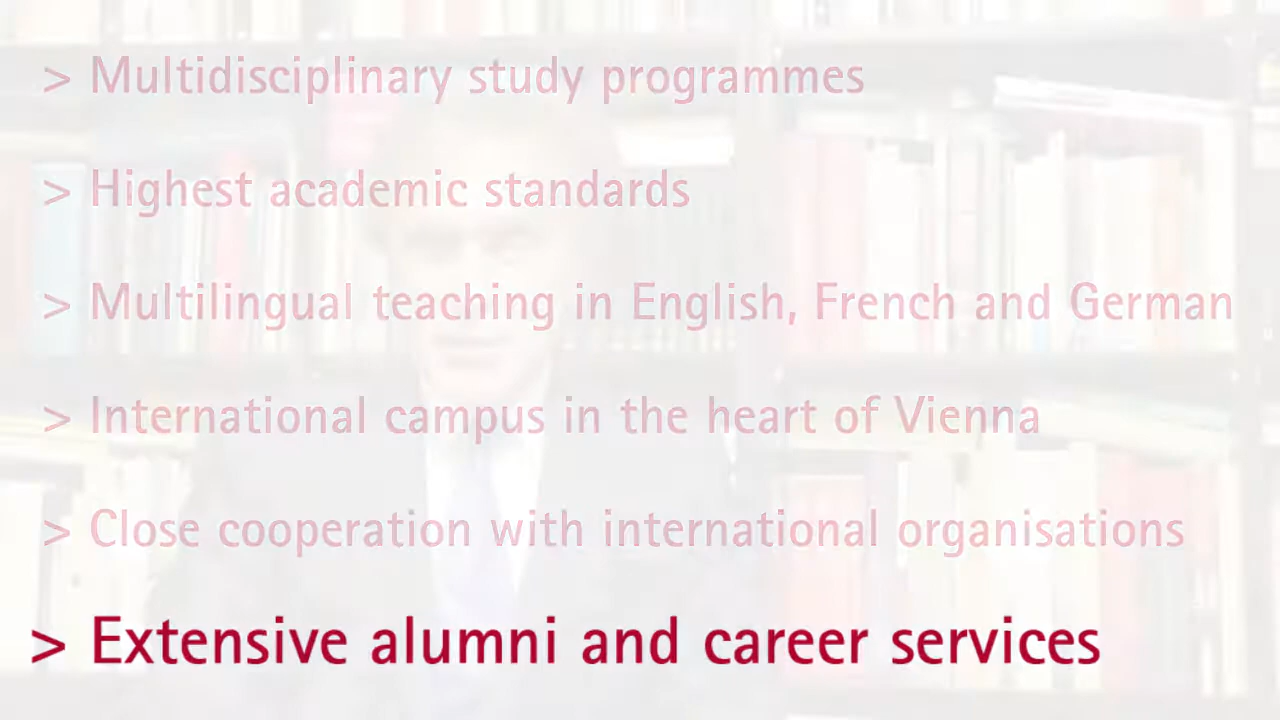 > Multidisciplinary study programmes
> Highest academic standards
> Multilingual teaching in English, French and German
> International campus in the heart of Vienna
> Close cooperation with international organisations
> Extensive alumni and career services